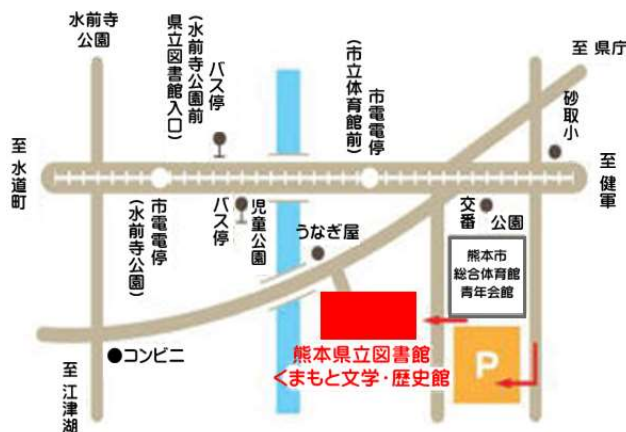 水前寺
公園
(水前寺公園前
県立図書館入口)
バス停
市電電停
(市立体育館前)
至 県庁
砂取小
至 水道町
至 健軍
市電電停
(水前寺公園)
バス停
児童公園
うなぎ屋
交番
公園
熊本市
総合体育館
青年会館
熊本県立図書館
くまもと文学・歴史館
P
コンビニ
至 江津湖